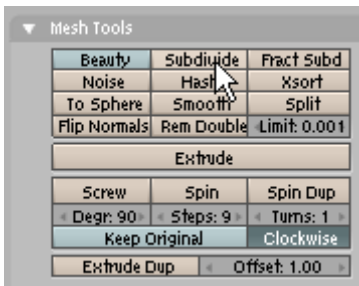 Mesh Tools
Beauty Subdivide Fract Subd
Noise Hash Xsort
To Sphere Smooth Split
Flip Normals Rem Double Limit: 0.001
Extrude
Screw Spin Spin Dup
Degr: 90 Steps: 9 Turns: 1
Keep Original Clockwise
Extrude Dup Offset: 1.00